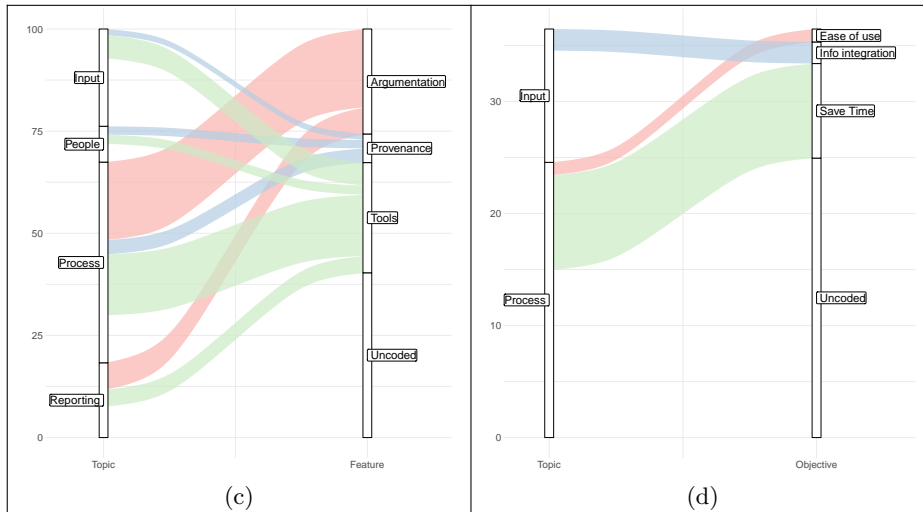 100
75
50
25
0
Input
People
Process
Reporting
Argumentation
Provenance
Tools
Uncoded
Topic
Feature
(c)
30
20
10
0
Input
Process
Ease of use
Info integration
Save Time
Uncoded
Topic
Objective
(d)